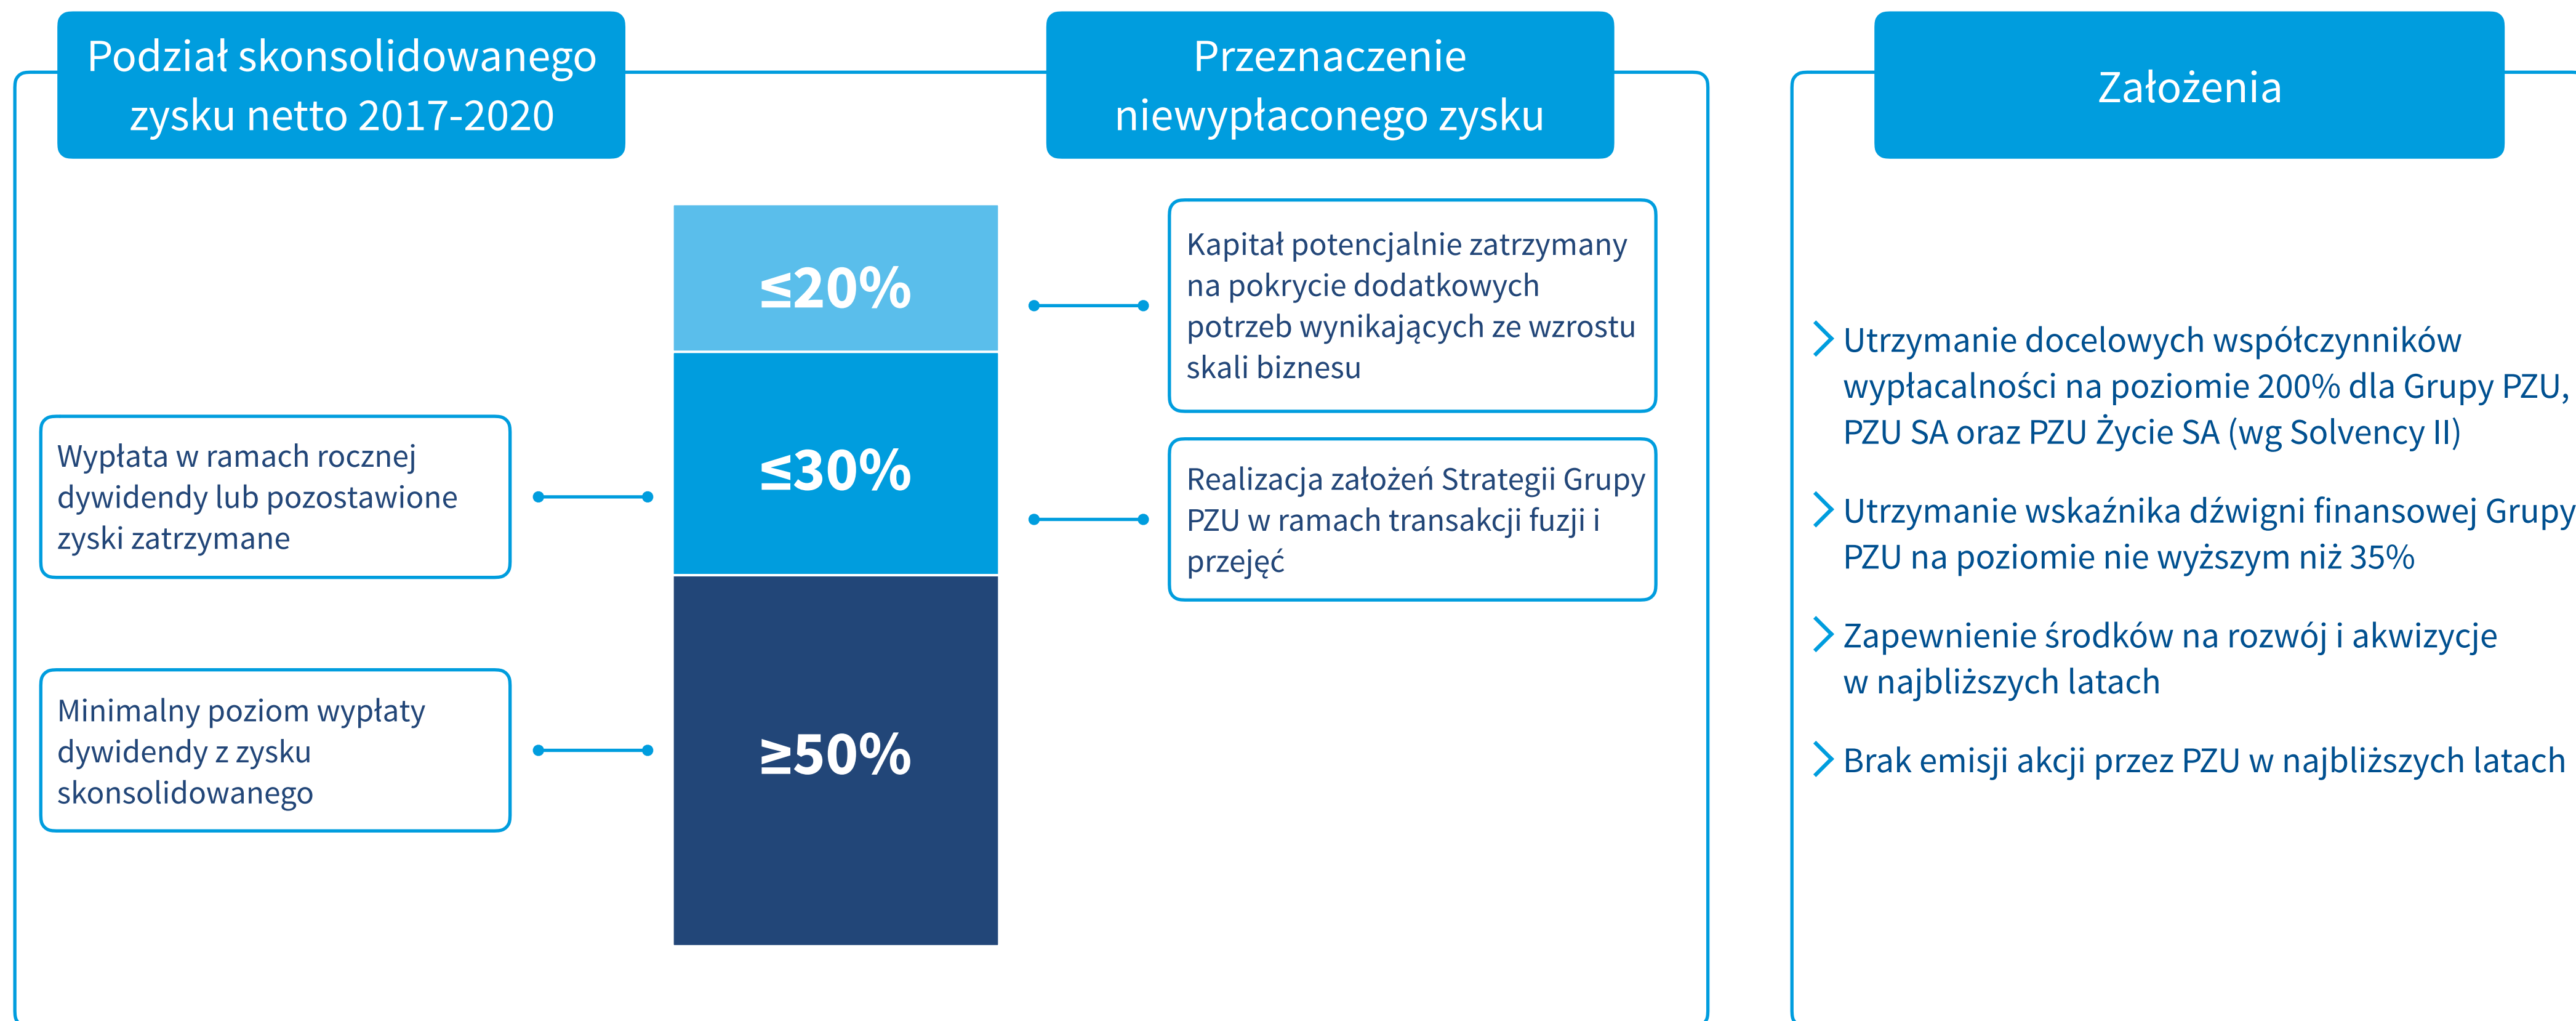 Podział skonsolidowanego
zysku netto 2017-2020
Przeznaczenie
niewypłaconego zysku
Założenia
≤20%
≤30%
≥50%
Wypłata w ramach rocznej
dywidendy lub pozostawione
zyski zatrzymane
Minimalny poziom wypłaty
dywidendy z zysku
skonsolidowanego
Kapitał potencjalnie zatrzymany
na pokrycie dodatkowych
potrzeb wynikających ze wzrostu
skali biznesu
Realizacja założeń Strategii Grupy
PZU w ramach transakcji fuzji i
przejęć
Utrzymanie docelowych współczynników
wypłacalności na poziomie 200% dla Grupy PZU,
PZU SA oraz PZU Życie SA (wg Solvency II)
Utrzymanie wskaźnika dźwigni finansowej Grupy
PZU na poziomie nie wyższym niż 35%
Zapewnienie środków na rozwój i akwizycje
w najbliższych latach
Brak emisji akcji przez PZU w najbliższych latach